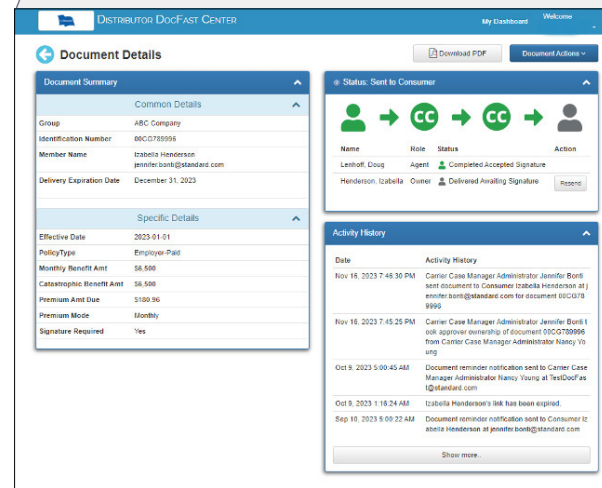 DISTRIBUTOR DOCFAST CENTER
My Dashboard
Welcome
Document Details
Download PDF
Document Actions
Document Summary
Common Details
Group ABC Company
Identification Number 00CG789996
Member Name Izabella Henderson
jennifer.bonti@standard.com
Delivery Expiration Date December 31, 2023
Specific Details
Effective Date 2023-01-01
PolicyType Employer-Paid
Monthly Benefit Amt $6,500
Catastrophic Benefit Amt $6,500
Premium Amt Due $180.96
Premium Mode Monthly
Signature Required Yes
Status: Sent to Consumer
CC CC
Name Role Status Action
Lenhoff, Doug Agent Completed Accepted Signature
Henderson, Izabella Owner Delivered Awaiting Signature Resend
Activity History
Date Activity History
Nov 16, 2023 7:46:30 PM Carrier Case Manager Administrator Jennifer Bonti
sent document to Consumer Izabella Henderson at j
ennifer.bonti@standard.com for document 00CG78
9996
Nov 16, 2023 7:45:25 PM Carrier Case Manager Administrator Jennifer Bonti t
ook approver ownership of document 00CG789996
from Carrier Case Manager Administrator Nancy Yo
ung
Oct 9, 2023 5:00:45 AM Document reminder notification sent to Carrier Case
Manager Administrator Nancy Young at TestDocFas
t@standard.com
Oct 9, 2023 1:16:24 AM Izabella Henderson's link has been expired.
Sep 10, 2023 5:00:22 AM Document reminder notification sent to Consumer Iz
abella Henderson at jennifer.bonti@standard.com
Show more..